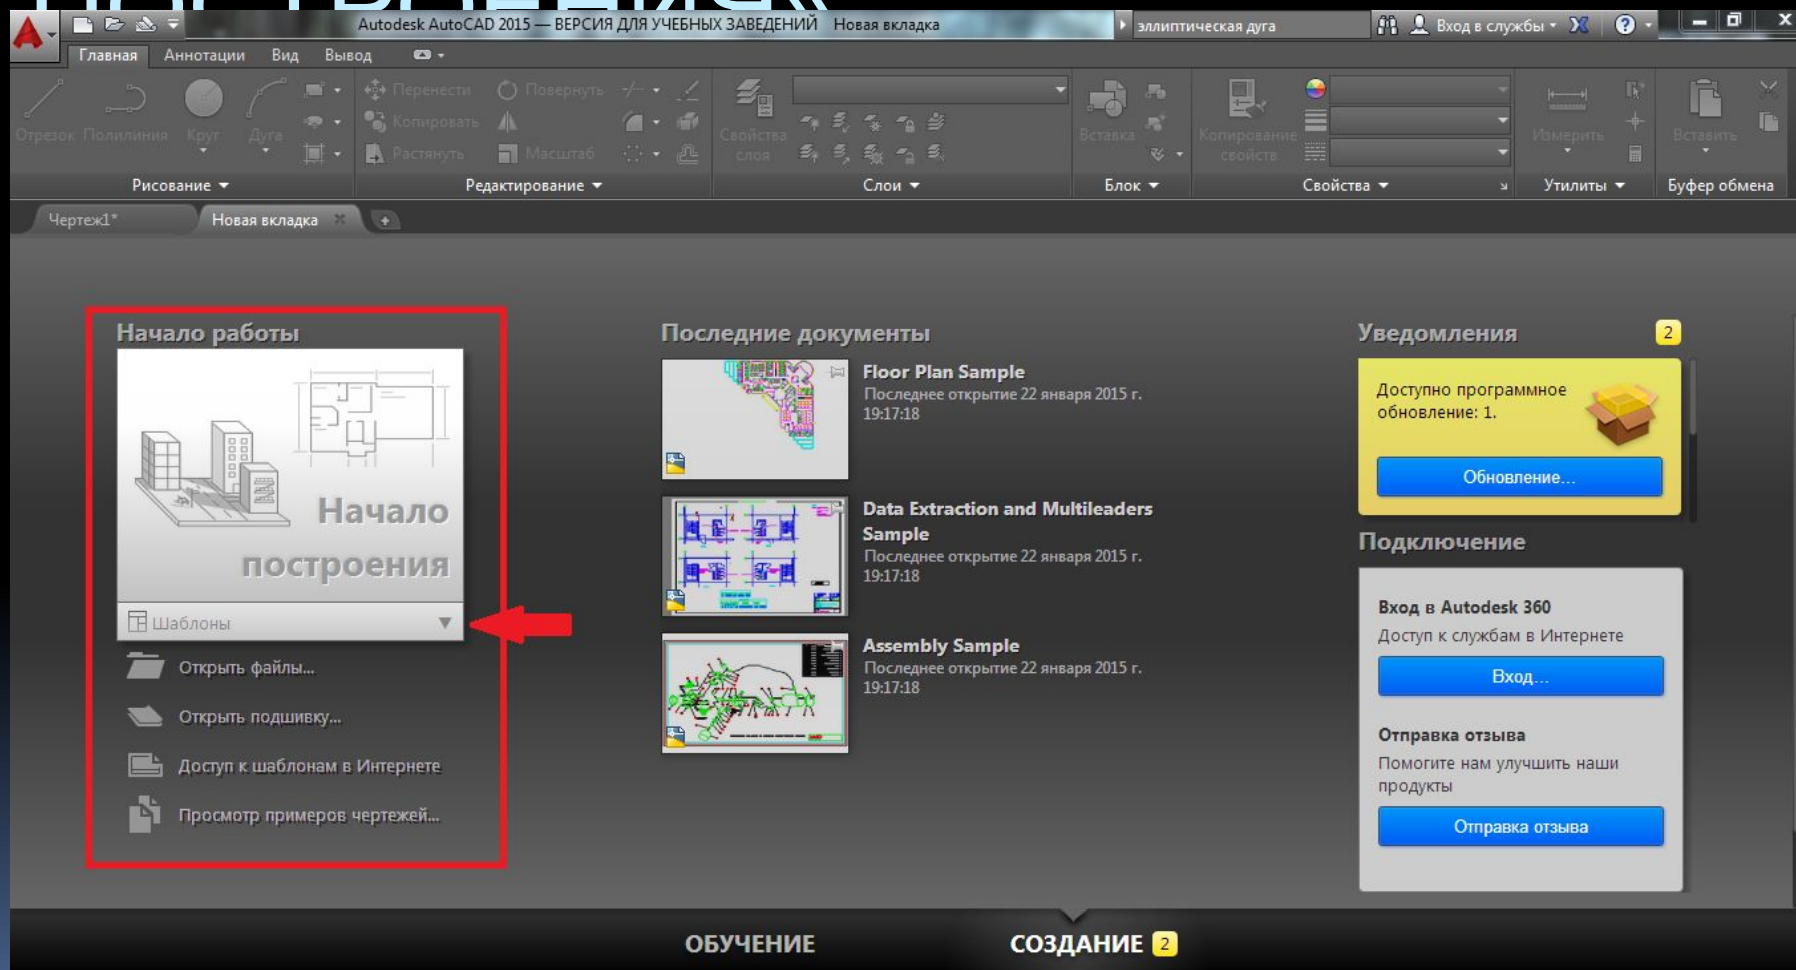 ПОСТРОЕНИЯ»
Autodesk AutoCAD 2015 — ВЕРСИЯ ДЛЯ УЧЕБНЫХ ЗАВЕДЕНИЙ Новая вкладка
эллиптическая дуга
Вход в службы
Главная Аннотации Вид Вывод
Перенести Повернуть
Копировать
Растянуть Масштаб
Отрезок Полилиния Круг Дуга
Свойства
слоя
Вставка
Копирование
свойств
Измерить
Вставить
Рисование Редактирование Слои Блок Свойства Утилиты Буфер обмена
Чертеж1* Новая вкладка
Начало работы
Начало
построения
Шаблоны
Открыть файлы...
Открыть подшивку...
Доступ к шаблонам в Интернете
Просмотр примеров чертежей...
Последние документы
Floor Plan Sample
Последнее открытие 22 января 2015 г.
19:17:18
Data Extraction and Multileaders
Sample
Последнее открытие 22 января 2015 г.
19:17:18
Assembly Sample
Последнее открытие 22 января 2015 г.
19:17:18
Уведомления 2
Доступно программное
обновление: 1.
Обновление...
Подключение
Вход в Autodesk 360
Доступ к службам в Интернете
Вход...
Отправка отзыва
Помогите нам улучшить наши
продукты
Отправка отзыва
ОБУЧЕНИЕ СОЗДАНИЕ 2